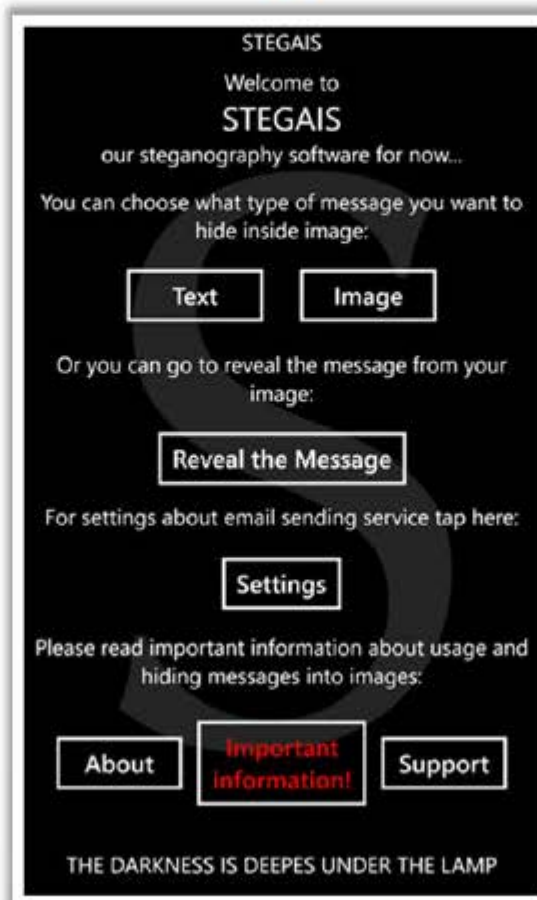 STEGAIS
Welcome to
STEGAIS
our steganography software for now...
You can choose what type of message you want to
hide inside image:
Text Image
Or you can go to reveal the message from your
image:
Reveal the Message
For settings about email sending service tap here:
Settings
Please read important information about usage and
hiding messages into images:
About Important information! Support
THE DARKNESS IS DEEPES UNDER THE LAMP